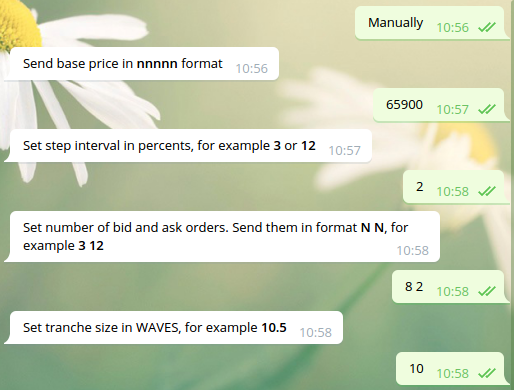 Manually 10:56
Send base price in nnnnn format 10:56
65900 10:57
Set step interval in percents, for example 3 or 12 10:57
2 10:58
Set number of bid and ask orders. Send them in format N N, for
example 3 12 10:58
8 2 10:58
Set tranche size in WAVES, for example 10.5 10:58
10 10:58